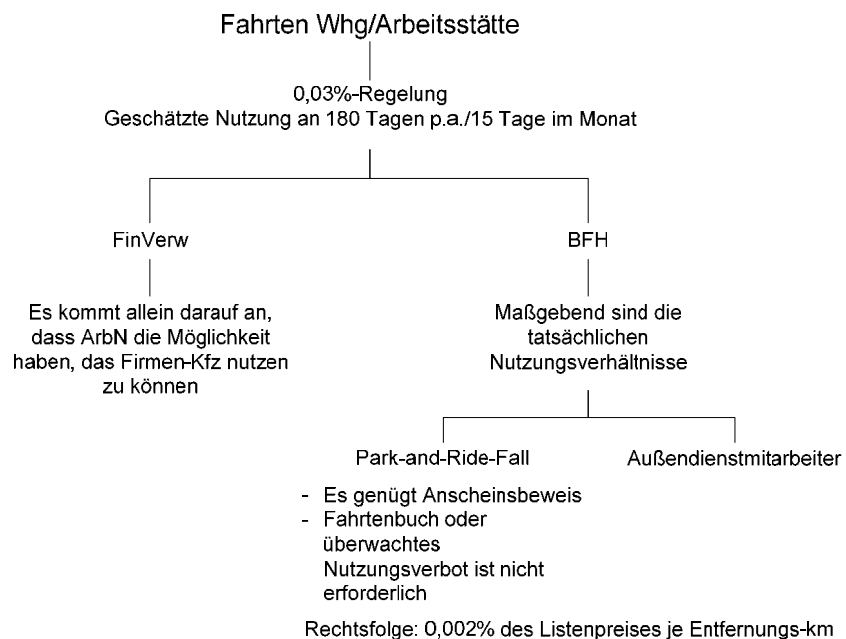 Fahrten Whg/Arbeitsstätte
0,03%-Regelung
Geschätzte Nutzung an 180 Tagen p.a./15 Tage im Monat
FinVerw
Es kommt allein darauf an,
dass ArbN die Möglichkeit
haben, das Firmen-Kfz nutzen
zu können
BFH
Maßgebend sind die
tatsächlichen
Nutzungsverhältnisse
Park-and-Ride-Fall
- Es genügt Anscheinsbeweis
- Fahrtenbuch oder
überwachtes
Nutzungsverbot ist nicht
erforderlich
Außendienstmitarbeiter
Rechtsfolge: 0,002% des Listenpreises je Entfernungs-km